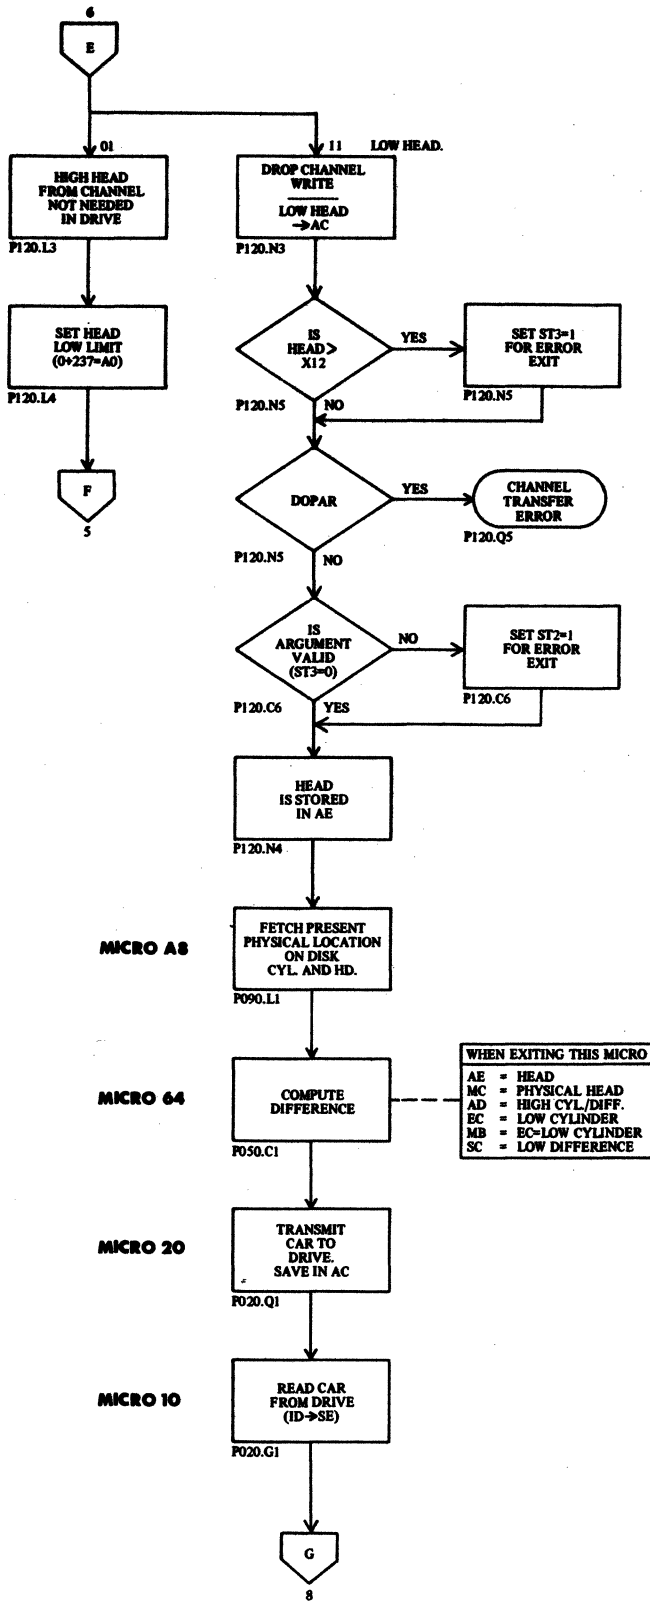 6
E
01
HIGH HEAD
FROM CHANNEL
NOT NEEDED
IN DRIVE
P120.L3
SET HEAD
LOW LIMIT
(0+237=A0)
P120.L4
F
5
11 LOW HEAD.
DROP CHANNEL
WRITE
LOW HEAD
→AC
P120.N3
IS
HEAD >
X12
YES
P120.N5 NO
SET ST3=1
FOR ERROR
EXIT
P120.N5
DOPAR
YES
P120.N5
NO
CHANNEL
TRANSFER
ERROR
P120.Q5
IS
ARGUMENT
VALID
(ST3=0)
NO
P120.C6 YES
SET ST2=1
FOR ERROR
EXIT
P120.C6
HEAD
IS STORED
IN AE
P120.N4
MICRO A8
FETCH PRESENT
PHYSICAL LOCATION
ON DISK
CYL. AND HD.
P090.L1
MICRO 64
COMPUTE
DIFFERENCE
P050.C1
WHEN EXITING THIS MICRO
AE = HEAD
MC = PHYSICAL HEAD
AD = HIGH CYL./DIFF.
EC = LOW CYLINDER
MB = EC=LOW CYLINDER
SC = LOW DIFFERENCE
MICRO 20
TRANSMIT
CAR TO
DRIVE.
SAVE IN AC
P020.Q1
MICRO 10
READ CAR
FROM DRIVE
(ID→SE)
P020.G1
G
8